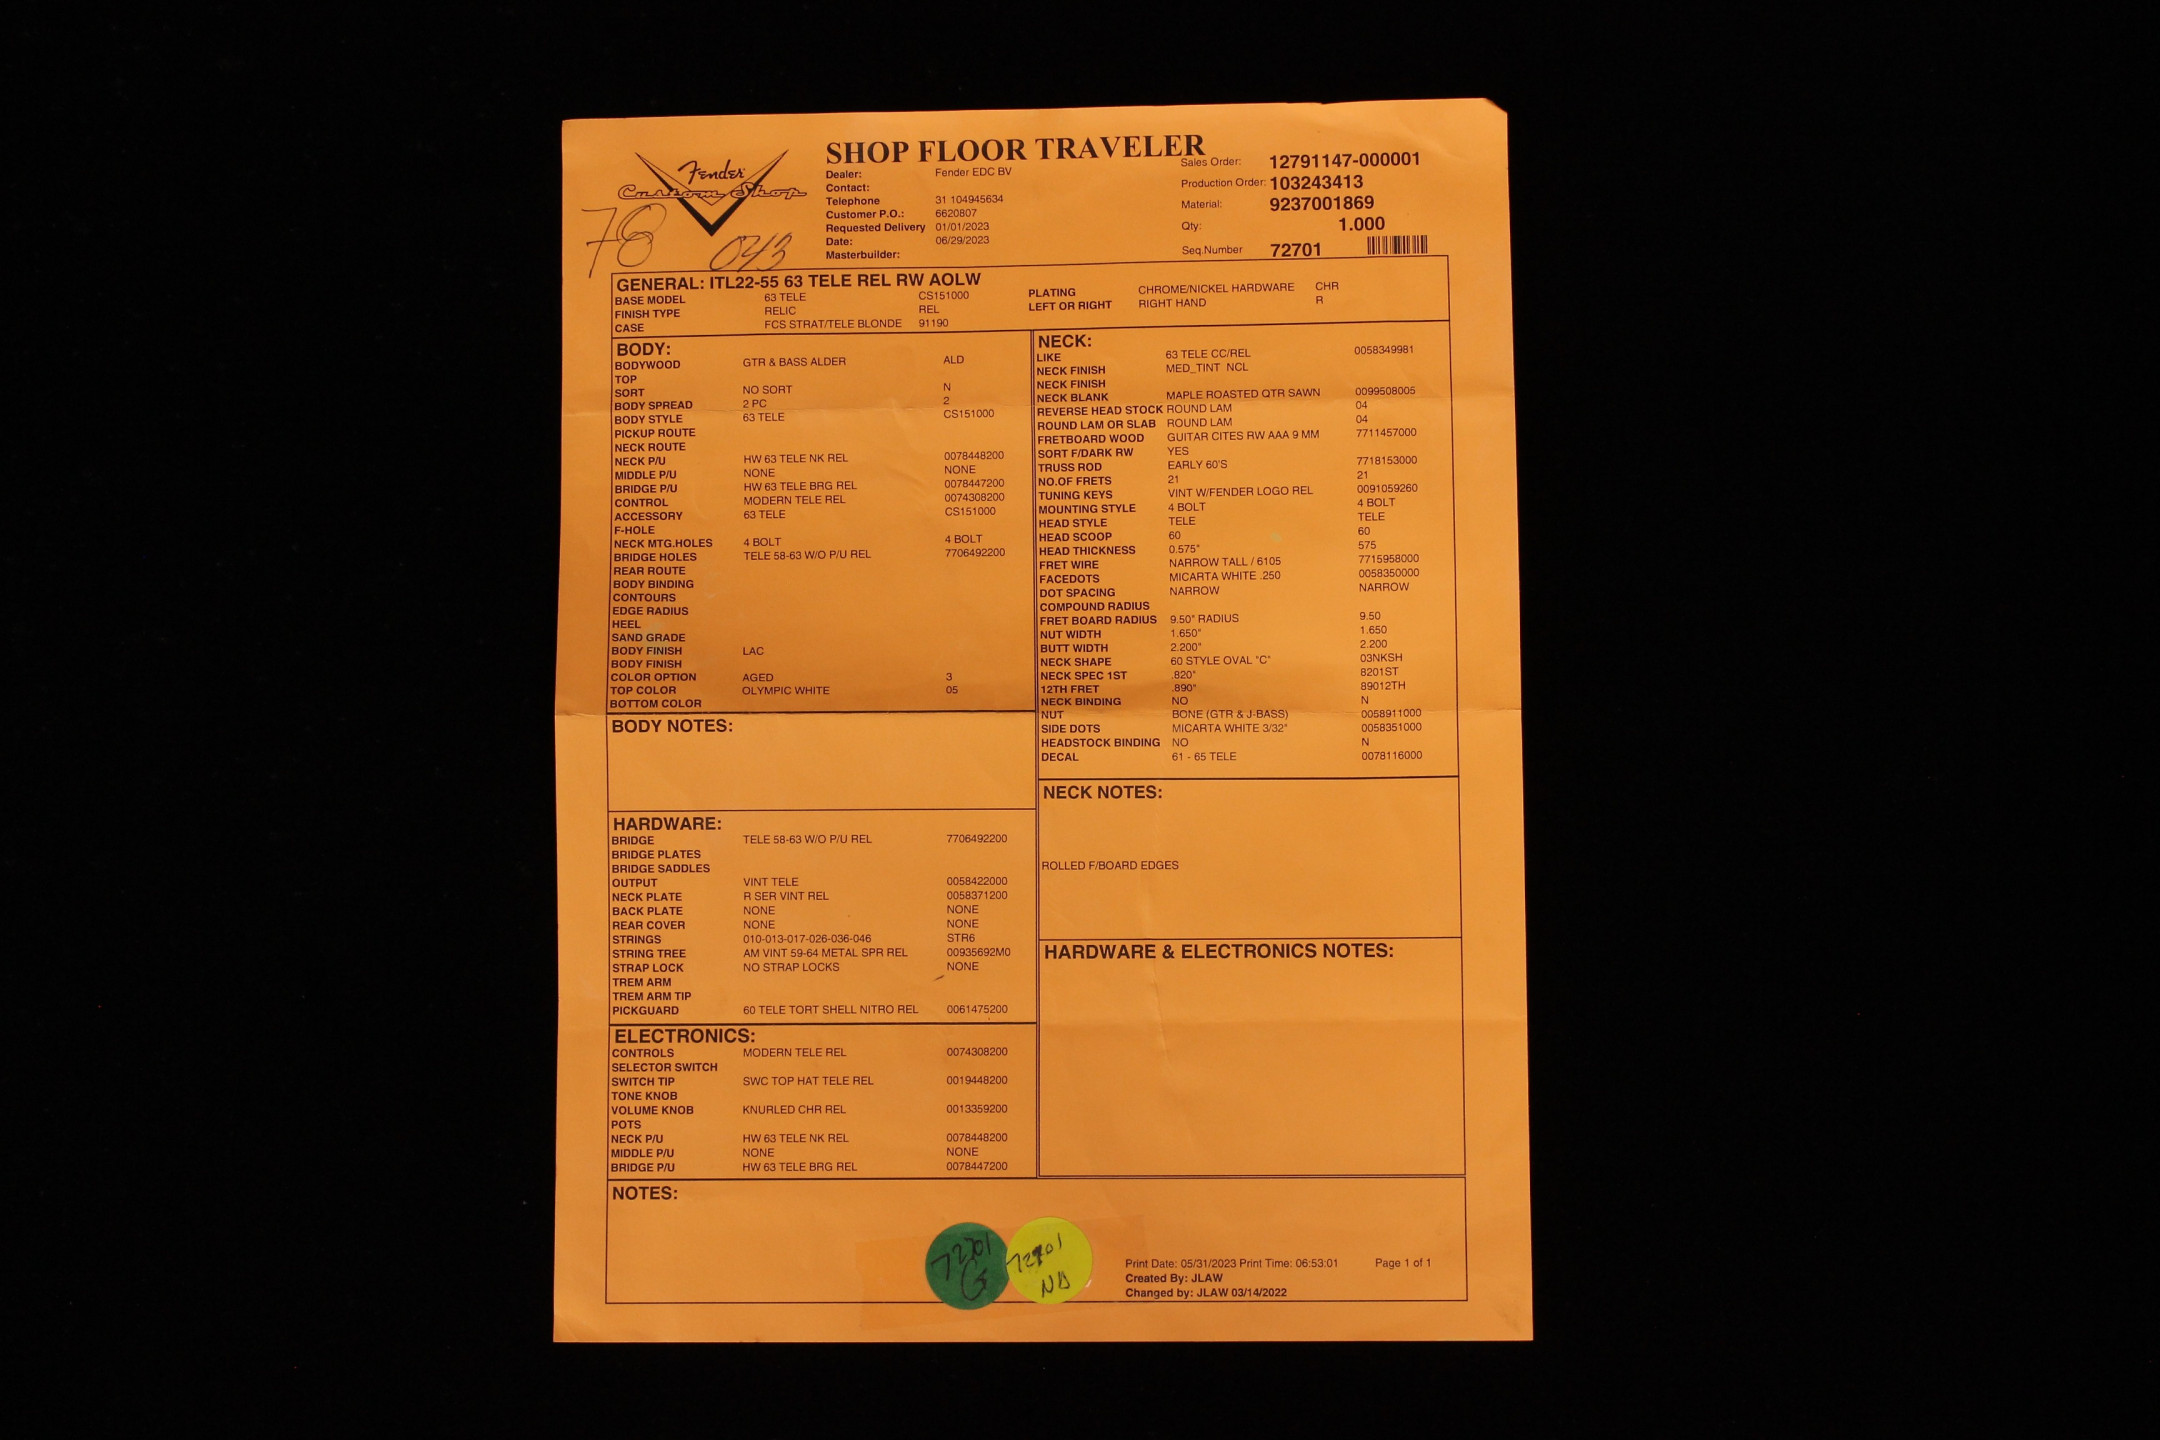 Fender
Custom Shop
78
043
SHOP FLOOR TRAVELER
Dealer: Fender EDC BV
Contact:
Telephone 31 104945634
Customer P.O.: 6620807
Requested Delivery 01/01/2023
Date: 06/29/2023
Masterbuilder:
Sales Order: 12791147-000001
Production Order: 103243413
Material: 9237001869
Qty: 1.000
Seq.Number 72701
GENERAL: ITL22-55 63 TELE REL RW AOLW
BASE MODEL 63 TELE CS151000
FINISH TYPE RELIC REL
CASE FCS STRAT/TELE BLONDE 91190
PLATING CHROME/NICKEL HARDWARE CHR
LEFT OR RIGHT RIGHT HAND R
BODY:
BODYWOOD GTR & BASS ALDER ALD
TOP
SORT NO SORT N
BODY SPREAD 2 PC 2
BODY STYLE 63 TELE CS151000
PICKUP ROUTE
NECK ROUTE
NECK P/U HW 63 TELE NK REL 0078448200
MIDDLE P/U NONE NONE
BRIDGE P/U HW 63 TELE BRG REL 0078447200
CONTROL MODERN TELE REL 0074308200
ACCESSORY 63 TELE CS151000
F-HOLE
NECK MTG.HOLES 4 BOLT 4 BOLT
BRIDGE HOLES TELE 58-63 W/O P/U REL 7706492200
REAR ROUTE
BODY BINDING
CONTOURS
EDGE RADIUS
HEEL
SAND GRADE
BODY FINISH LAC
BODY FINISH
COLOR OPTION AGED 3
TOP COLOR OLYMPIC WHITE 05
BOTTOM COLOR
BODY NOTES:
HARDWARE:
BRIDGE TELE 58-63 W/O P/U REL 7706492200
BRIDGE PLATES
BRIDGE SADDLES
OUTPUT VINT TELE 0058422000
NECK PLATE R SER VINT REL 0058371200
BACK PLATE NONE NONE
REAR COVER NONE NONE
STRINGS 010-013-017-026-036-046 STR6
STRING TREE AM VINT 59-64 METAL SPR REL 00935692M0
STRAP LOCK NO STRAP LOCKS NONE
TREM ARM
TREM ARM TIP
PICKGUARD 60 TELE TORT SHELL NITRO REL 0061475200
ELECTRONICS:
CONTROLS MODERN TELE REL 0074308200
SELECTOR SWITCH
SWITCH TIP SWC TOP HAT TELE REL 0019448200
TONE KNOB
VOLUME KNOB KNURLED CHR REL 0013359200
POTS
NECK P/U HW 63 TELE NK REL 0078448200
MIDDLE P/U NONE NONE
BRIDGE P/U HW 63 TELE BRG REL 0078447200
NECK:
LIKE 63 TELE CC/REL 0058349981
NECK FINISH MED_TINT NCL
NECK FINISH
NECK BLANK MAPLE ROASTED QTR SAWN 0099508005
REVERSE HEAD STOCK ROUND LAM 04
ROUND LAM OR SLAB ROUND LAM 04
FRETBOARD WOOD GUITAR CITES RW AAA 9 MM 7711457000
SORT F/DARK RW YES
TRUSS ROD EARLY 60'S 7718153000
NO.OF FRETS 21 21
TUNING KEYS VINT W/FENDER LOGO REL 0091059260
MOUNTING STYLE 4 BOLT 4 BOLT
HEAD STYLE TELE TELE
HEAD SCOOP 60 60
HEAD THICKNESS 0.575" 575
FRET WIRE NARROW TALL / 6105 7715958000
FACEDOTS MICARTA WHITE .250 0058350000
DOT SPACING NARROW NARROW
COMPOUND RADIUS
FRET BOARD RADIUS 9.50" RADIUS 9.50
NUT WIDTH 1.650" 1.650
BUTT WIDTH 2.200" 2.200
NECK SHAPE 60 STYLE OVAL "C" 03NKSH
NECK SPEC 1ST .820" 8201ST
12TH FRET .890" 89012TH
NECK BINDING NO N
NUT BONE (GTR & J-BASS) 0058911000
SIDE DOTS MICARTA WHITE 3/32" 0058351000
HEADSTOCK BINDING NO N
DECAL 61 - 65 TELE 0078116000
NECK NOTES:
ROLLED F/BOARD EDGES
HARDWARE & ELECTRONICS NOTES:
NOTES:
72701
G
72701
NB
Print Date: 05/31/2023 Print Time: 06:53:01 Page 1 of 1
Created By: JLAW
Changed by: JLAW 03/14/2022